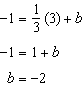 −1 = 1/3 (3) + b
−1 = 1 + b
b = −2